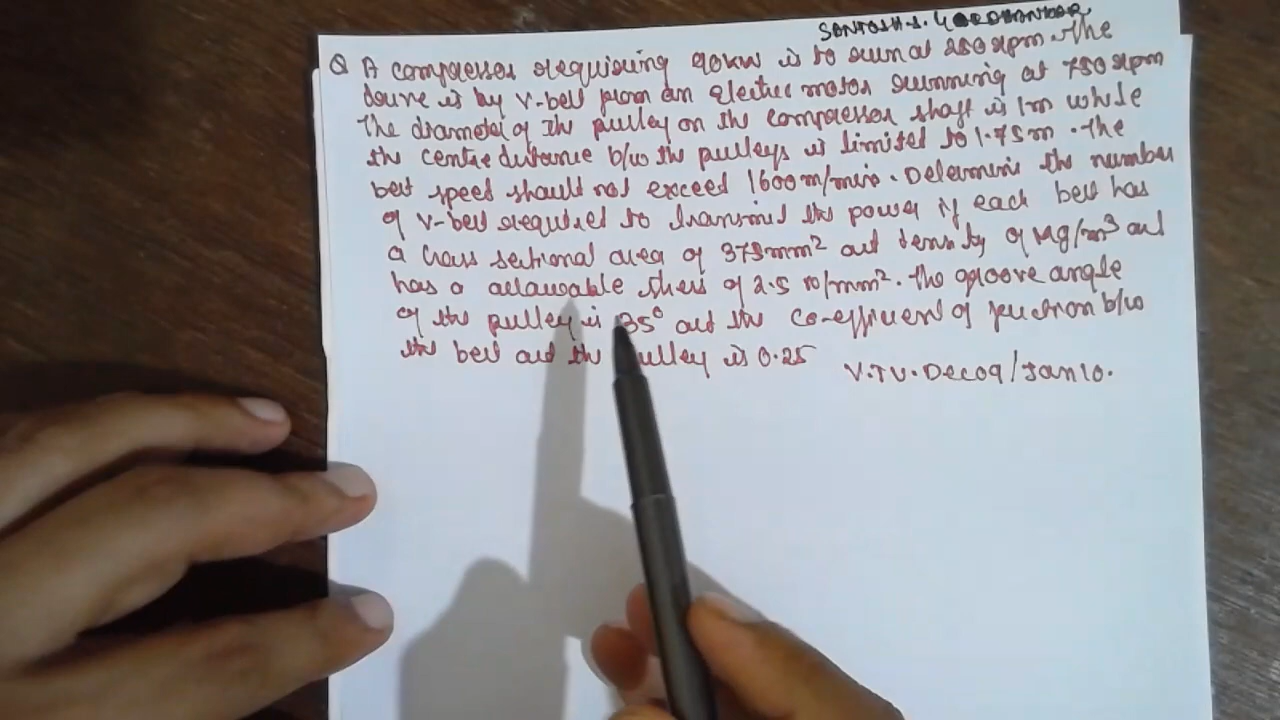 SANTOSH.S.
Q A compressor requiring 90kw is to run at 250 rpm. The
drive is by V-belt from an electric motor running at 750 rpm
The diameter of the pulley on the compressor shaft is 1m while
the centre distance b/w the pulleys is limited to 1.75m. The
belt speed should not exceed 1600 m/min. Determine the number
of V-belt required to transmit the power if each belt has
a cross sectional area of 375mm² and density of kg/m³ and
has a allowable stress of 2.5 N/mm². The groove angle
of the pulley is 35° and the co-efficient of friction b/w
the belt and the pulley is 0.25
V.TU. Dec09/Jan10.